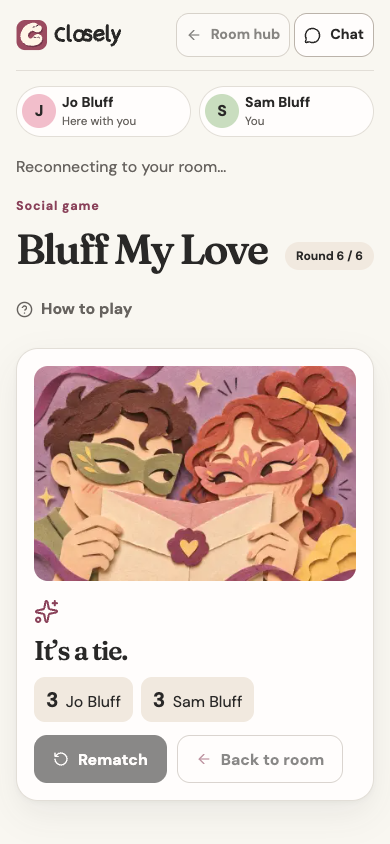 Closely
Room hub
Chat
J
Jo Bluff
Here with you
S
Sam Bluff
You
Reconnecting to your room...
Social game
Bluff My Love
Round 6 / 6
How to play
It's a tie.
3 Jo Bluff
3 Sam Bluff
Rematch
Back to room